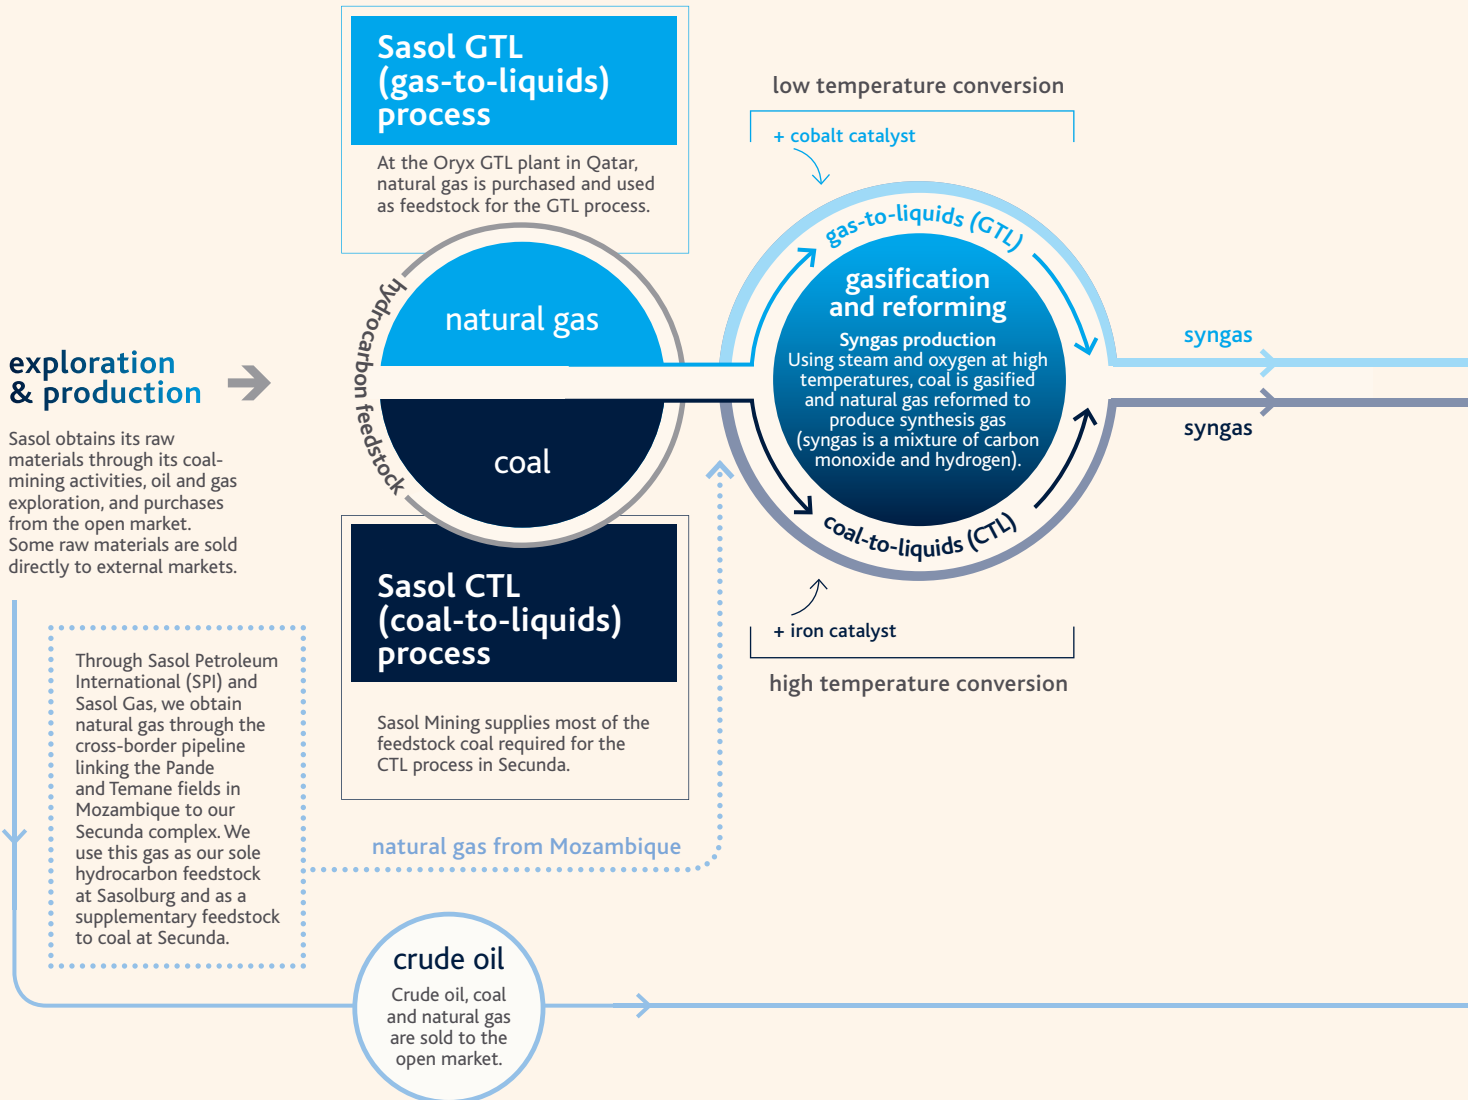 Sasol GTL
(gas-to-liquids)
process
At the Oryx GTL plant in Qatar,
natural gas is purchased and used
as feedstock for the GTL process.
low temperature conversion
+ cobalt catalyst
gas-to-liquids (GTL)
gasification
and reforming
Syngas production
Using steam and oxygen at high
temperatures, coal is gasified
and natural gas reformed to
produce synthesis gas
(syngas is a mixture of carbon
monoxide and hydrogen).
coal-to-liquids (CTL)
+ iron catalyst
high temperature conversion
syngas
syngas
hydrocarbon feedstock
natural gas
coal
exploration
& production
Sasol obtains its raw
materials through its coal-
mining activities, oil and gas
exploration, and purchases
from the open market.
Some raw materials are sold
directly to external markets.
Sasol CTL
(coal-to-liquids)
process
Sasol Mining supplies most of the
feedstock coal required for the
CTL process in Secunda.
Through Sasol Petroleum
International (SPI) and
Sasol Gas, we obtain
natural gas through the
cross-border pipeline
linking the Pande
and Temane fields in
Mozambique to our
Secunda complex. We
use this gas as our sole
hydrocarbon feedstock
at Sasolburg and as a
supplementary feedstock
to coal at Secunda.
natural gas from Mozambique
crude oil
Crude oil, coal
and natural gas
are sold to the
open market.